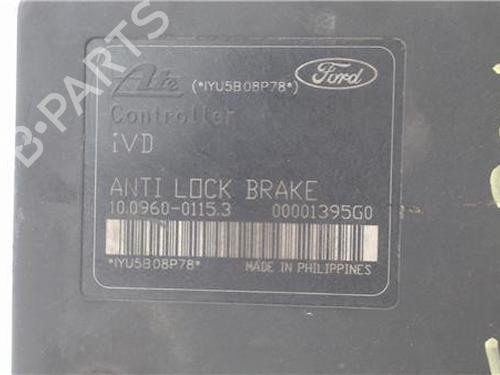 B-PARTS
Ate (*IYU5B08P78*) Ford
Controller
iVD
ANTI LOCK BRAKE
10.0960-0115.3 00001395G0
*IYU5B08P78* MADE IN PHILIPPINES